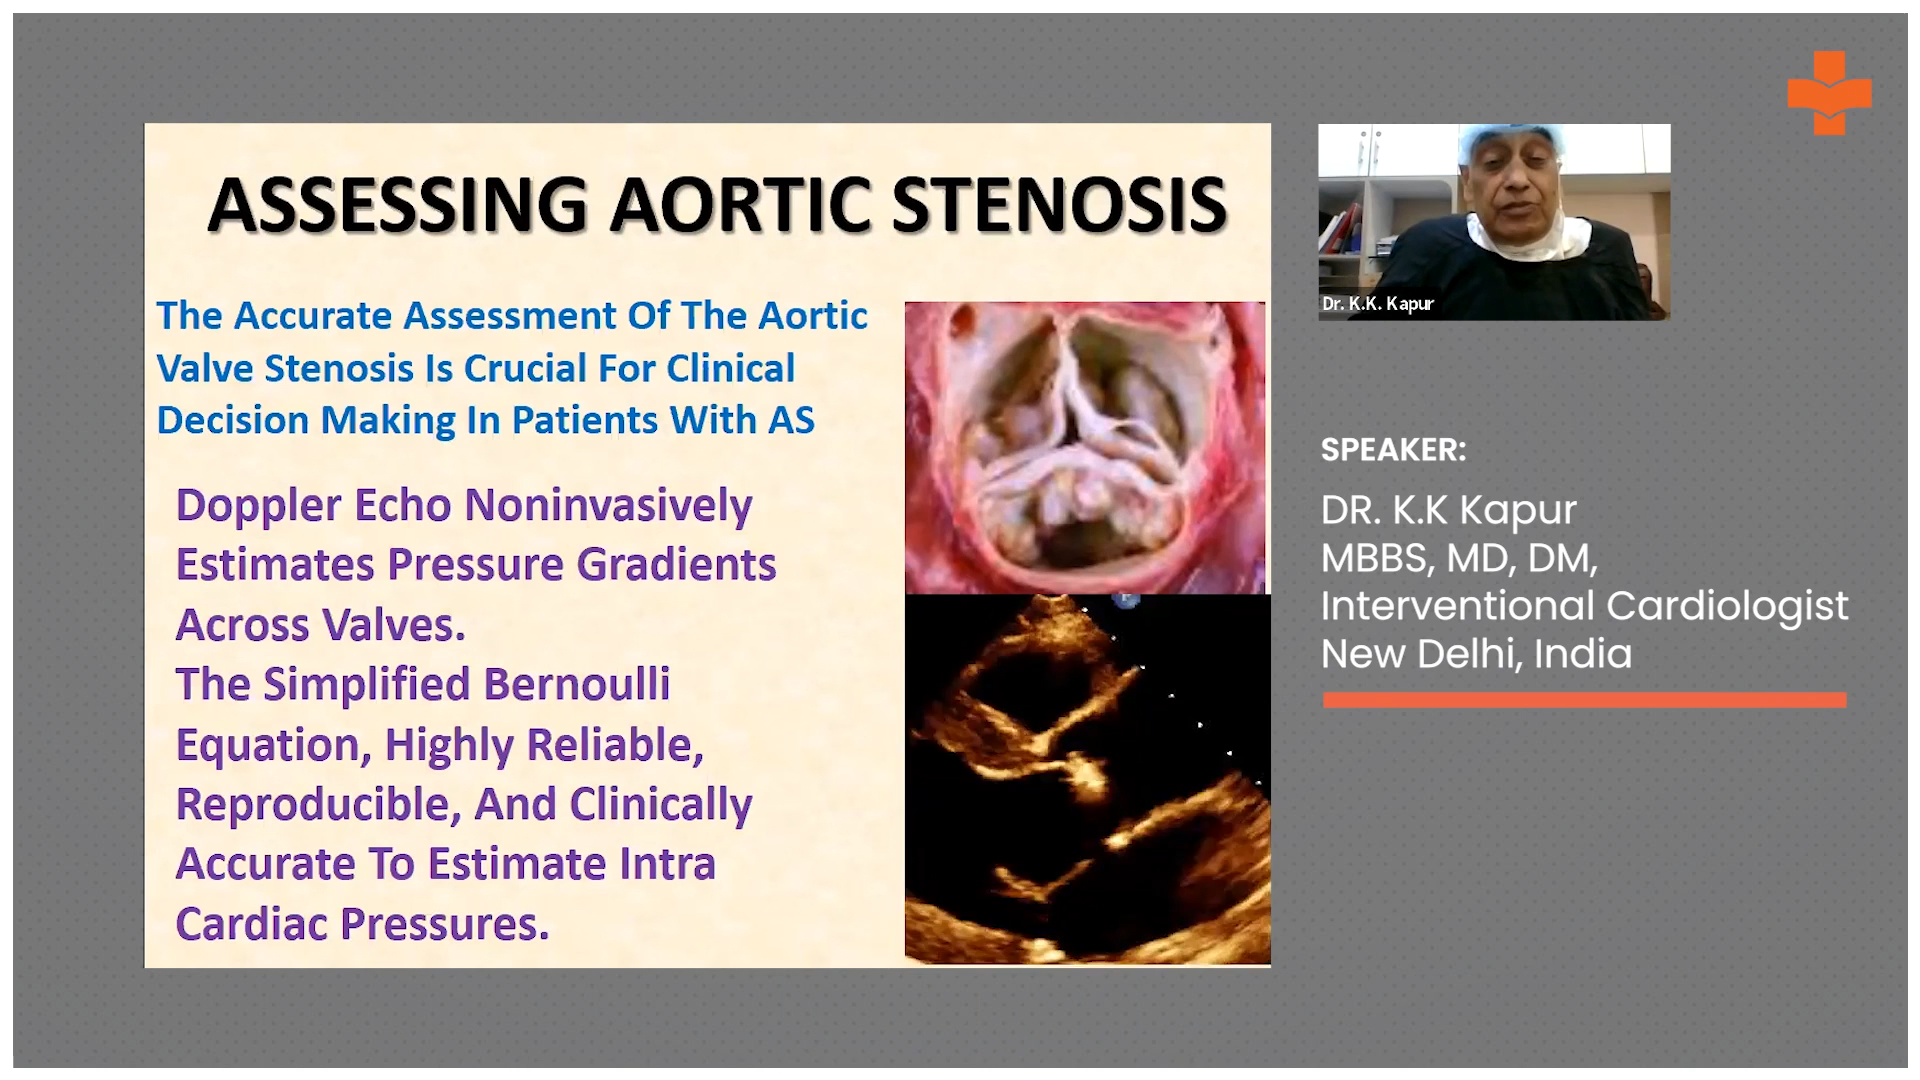 ASSESSING AORTIC STENOSIS
The Accurate Assessment Of The Aortic
Valve Stenosis Is Crucial For Clinical
Decision Making In Patients With AS
Doppler Echo Noninvasively
Estimates Pressure Gradients
Across Valves.
The Simplified Bernoulli
Equation, Highly Reliable,
Reproducible, And Clinically
Accurate To Estimate Intra
Cardiac Pressures.
Dr. K.K. Kapur
SPEAKER:
DR. K.K Kapur
MBBS, MD, DM,
Interventional Cardiologist
New Delhi, India